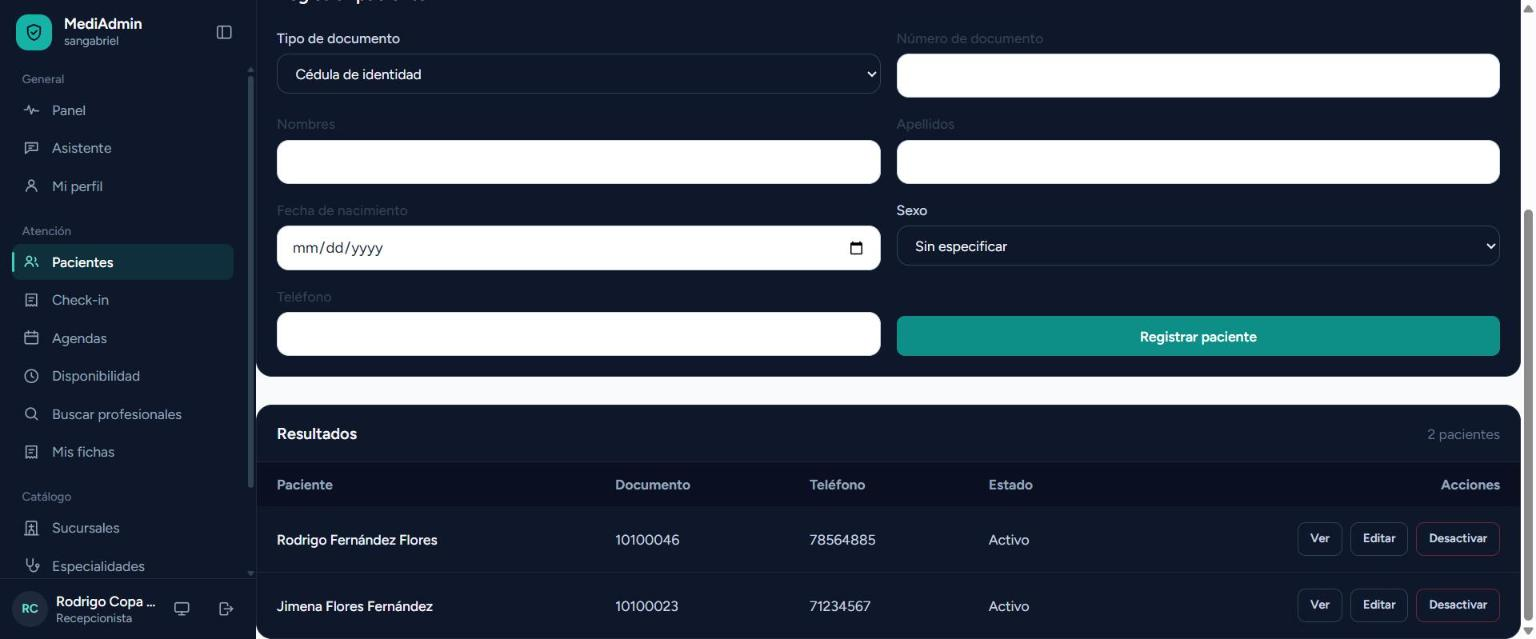 MediAdmin
sangabriel
General
Panel
Asistente
Mi perfil
Atención
Pacientes
Check-in
Agendas
Disponibilidad
Buscar profesionales
Mis fichas
Catálogo
Sucursales
Especialidades
RC
Rodrigo Copa ...
Recepcionista
Tipo de documento
Número de documento
Cédula de identidad
Nombres
Apellidos
Fecha de nacimiento
Sexo
mm/dd/yyyy
Sin especificar
Teléfono
Registrar paciente
Resultados
2 pacientes
Paciente Documento Teléfono Estado Acciones
Rodrigo Fernández Flores 10100046 78564885 Activo Ver Editar Desactivar
Jimena Flores Fernández 10100023 71234567 Activo Ver Editar Desactivar